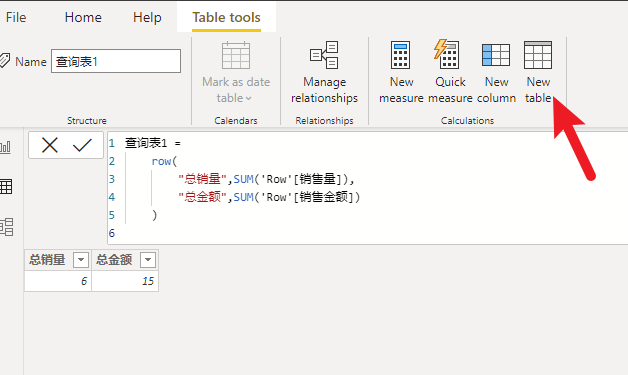 File Home Help Table tools
Name 查询表1
Mark as date table
Manage relationships
New measure
Quick measure
New column
New table
Structure Calendars Relationships Calculations
1 查询表1 =
2 row(
3 "总销量",SUM('Row'[销售量]),
4 "总金额",SUM('Row'[销售金额])
5 )
6
总销量 总金额
6 15